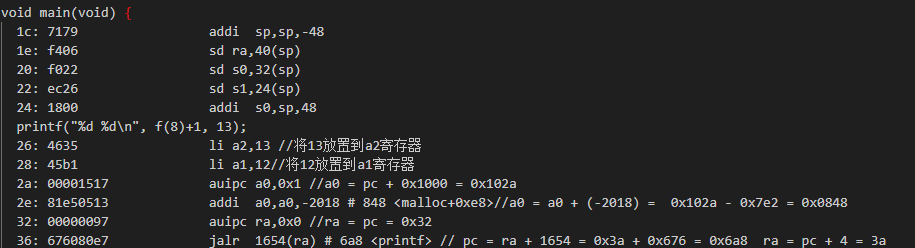 void main(void) {
1c: 7179 addi sp,sp,-48
1e: f406 sd ra,40(sp)
20: f022 sd s0,32(sp)
22: ec26 sd s1,24(sp)
24: 1800 addi s0,sp,48
printf("%d %d\n", f(8)+1, 13);
26: 4635 li a2,13 //将13放置到a2寄存器
28: 45b1 li a1,12//将12放置到a1寄存器
2a: 00001517 auipc a0,0x1 //a0 = pc + 0x1000 = 0x102a
2e: 81e50513 addi a0,a0,-2018 # 848 <malloc+0xe8>//a0 = a0 + (-2018) = 0x102a - 0x7e2 = 0x0848
32: 00000097 auipc ra,0x0 //ra = pc = 0x32
36: 676080e7 jalr 1654(ra) # 6a8 <printf> // pc = ra + 1654 = 0x3a + 0x676 = 0x6a8 ra = pc + 4 = 3a